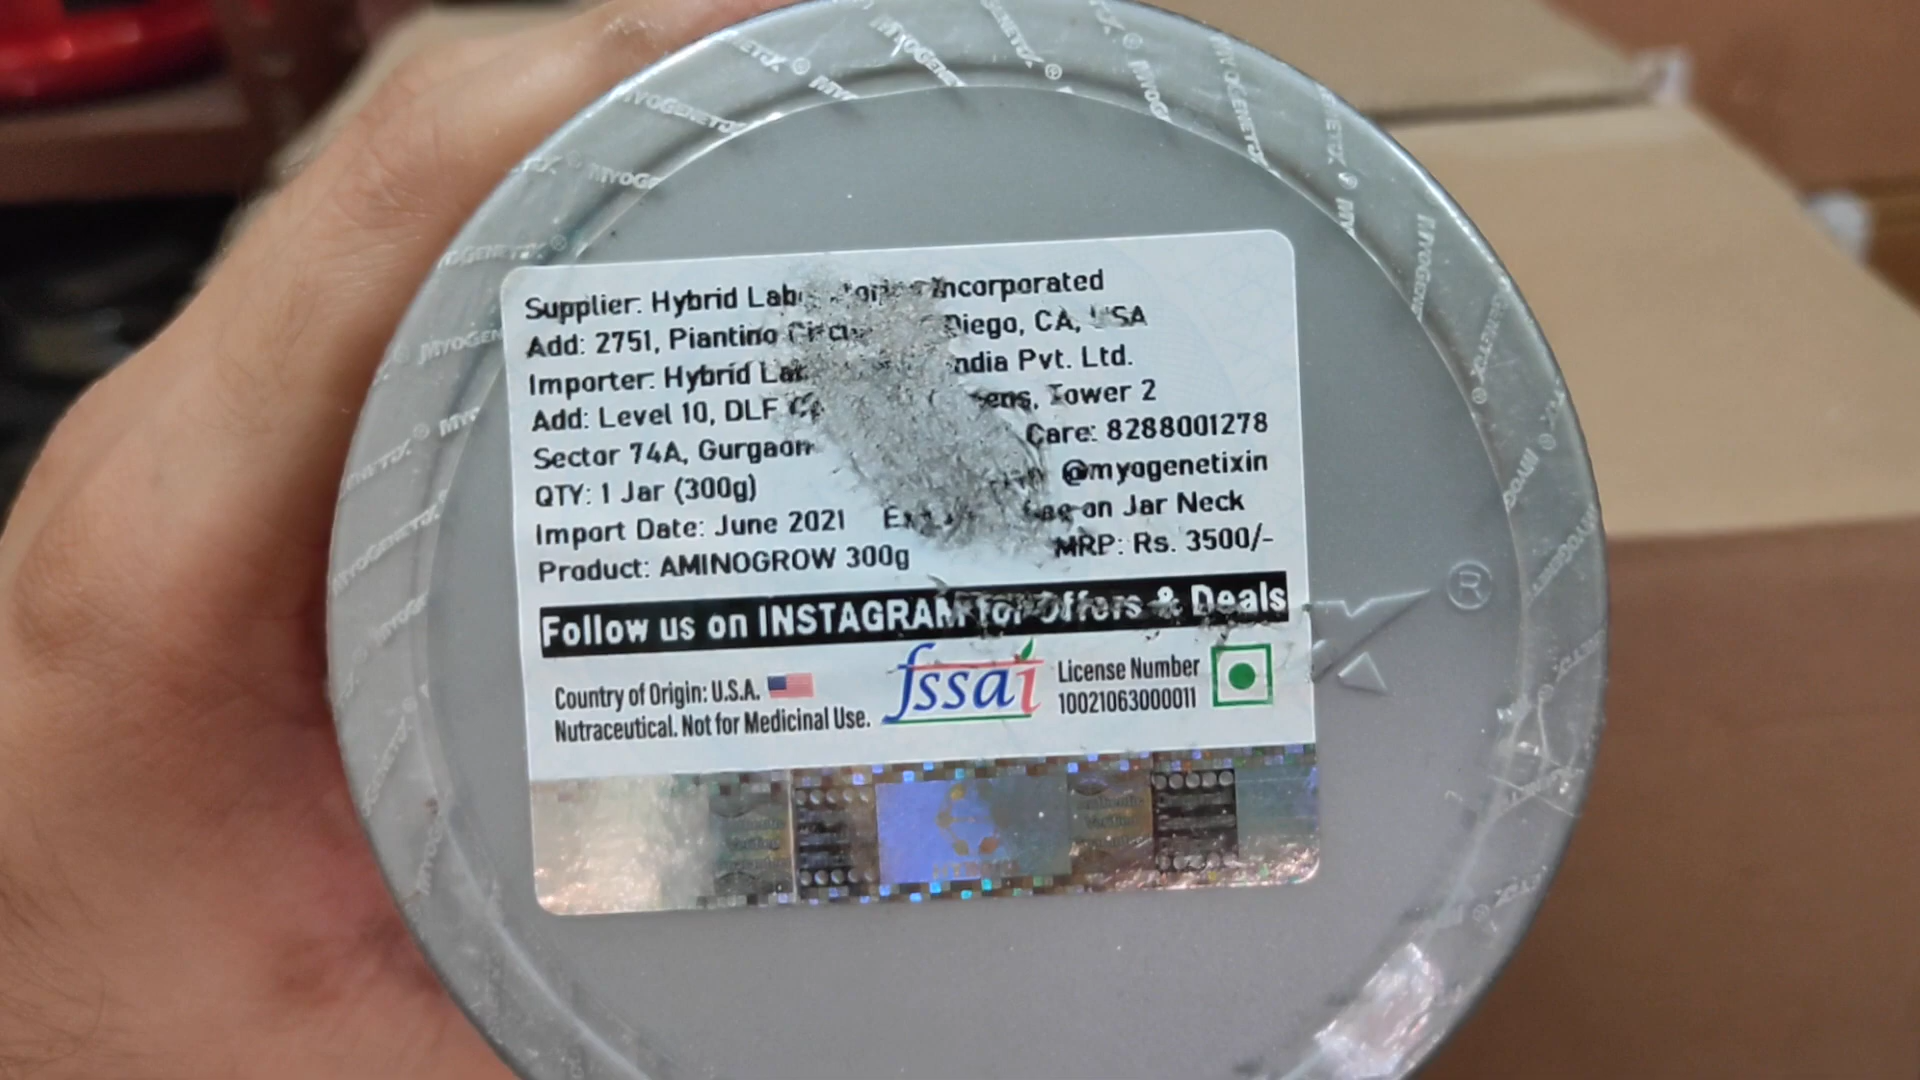 MYOGENETIX ® MYOGENETIX
Supplier: Hybrid Incorporated
Add: 2751, Piantino Diego, CA, USA
Importer: Hybrid Pvt. Ltd.
Add: Level 10, DLF Tower 2
Sector 74A, Gurgaon Care: 8288001278
QTY: 1 Jar (300g) @myogenetixin
Import Date: June 2021 on Jar Neck
Product: AMINOGROW 300g MRP: Rs. 3500/-
Follow us on INSTAGRAM for Offers & Deals
Country of Origin: U.S.A.
Nutraceutical. Not for Medicinal Use.
fssai
License Number
10021063000011
®